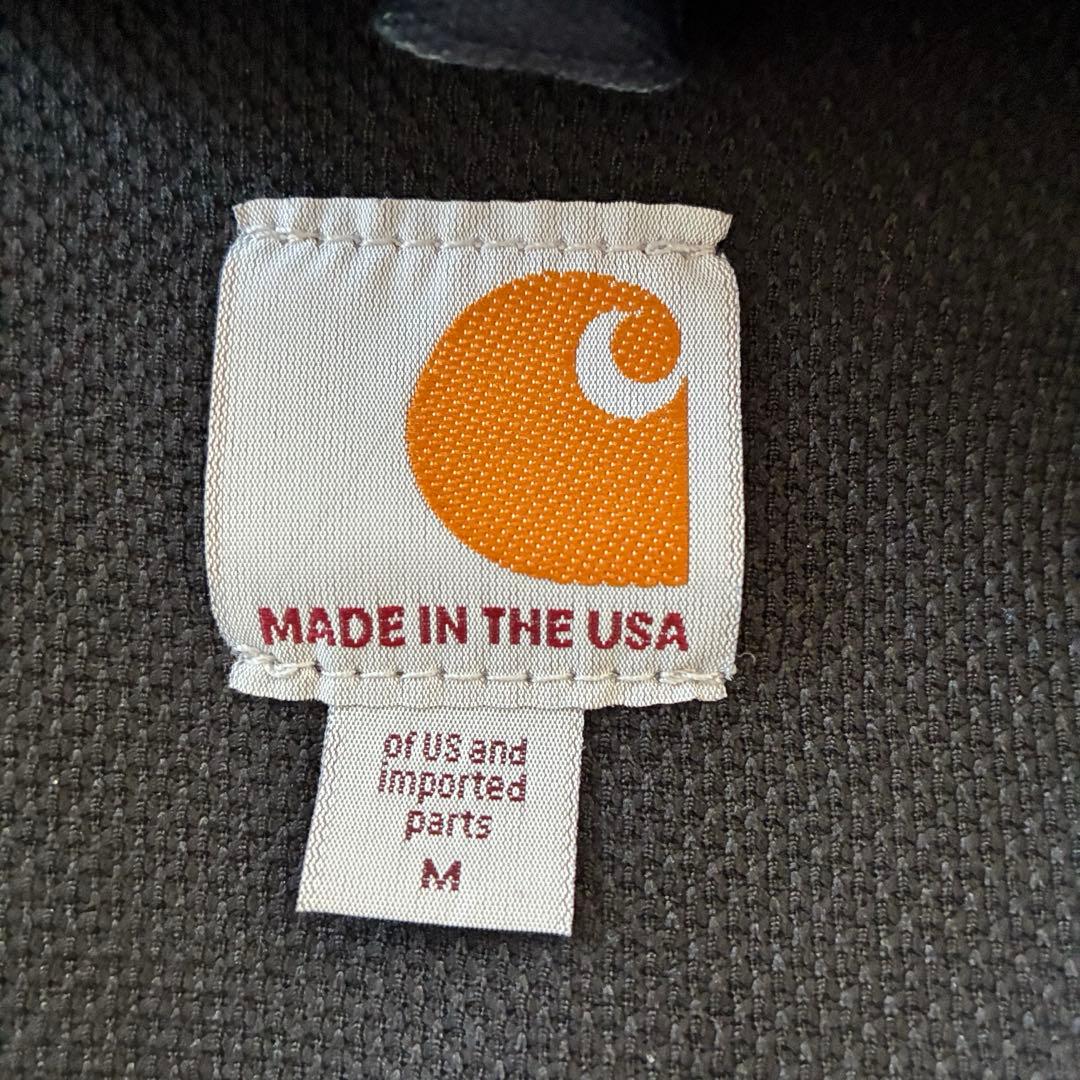 MADE IN THE USA
of US and
imported
parts
M